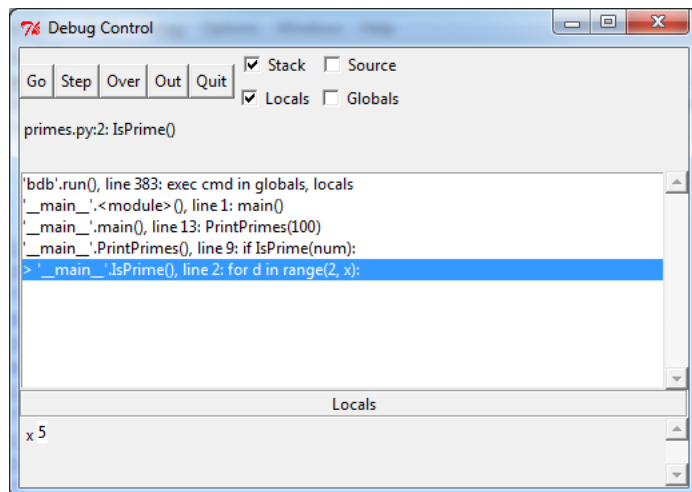 Debug Control
Go Step Over Out Quit Stack Source
Locals Globals
primes.py:2: IsPrime()
'bdb'.run(), line 383: exec cmd in globals, locals
'__main__'.<module>(), line 1: main()
'__main__'.main(), line 13: PrintPrimes(100)
'__main__'.PrintPrimes(), line 9: if IsPrime(num):
> '__main__'.IsPrime(), line 2: for d in range(2, x):
Locals
x 5